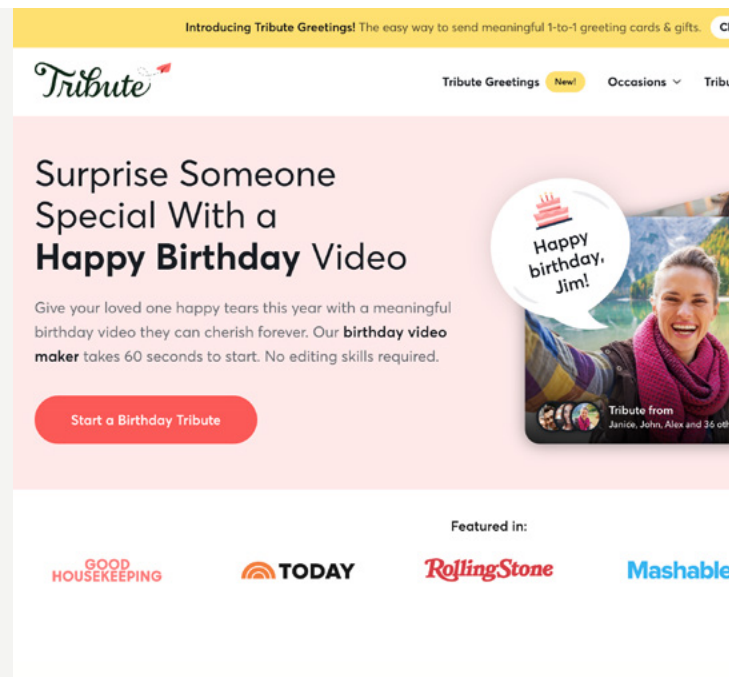 Introducing Tribute Greetings! The easy way to send meaningful 1-to-1 greeting cards & gifts.
Tribute
Tribute Greetings New! Occasions
Surprise Someone
Special With a
Happy Birthday Video
Give your loved one happy tears this year with a meaningful
birthday video they can cherish forever. Our birthday video
maker takes 60 seconds to start. No editing skills required.
Start a Birthday Tribute
Happy
birthday,
Jim!
Tribute from
Janice, John, Alex and 36
Featured in:
GOOD
HOUSEKEEPING
TODAY
RollingStone
Mashable